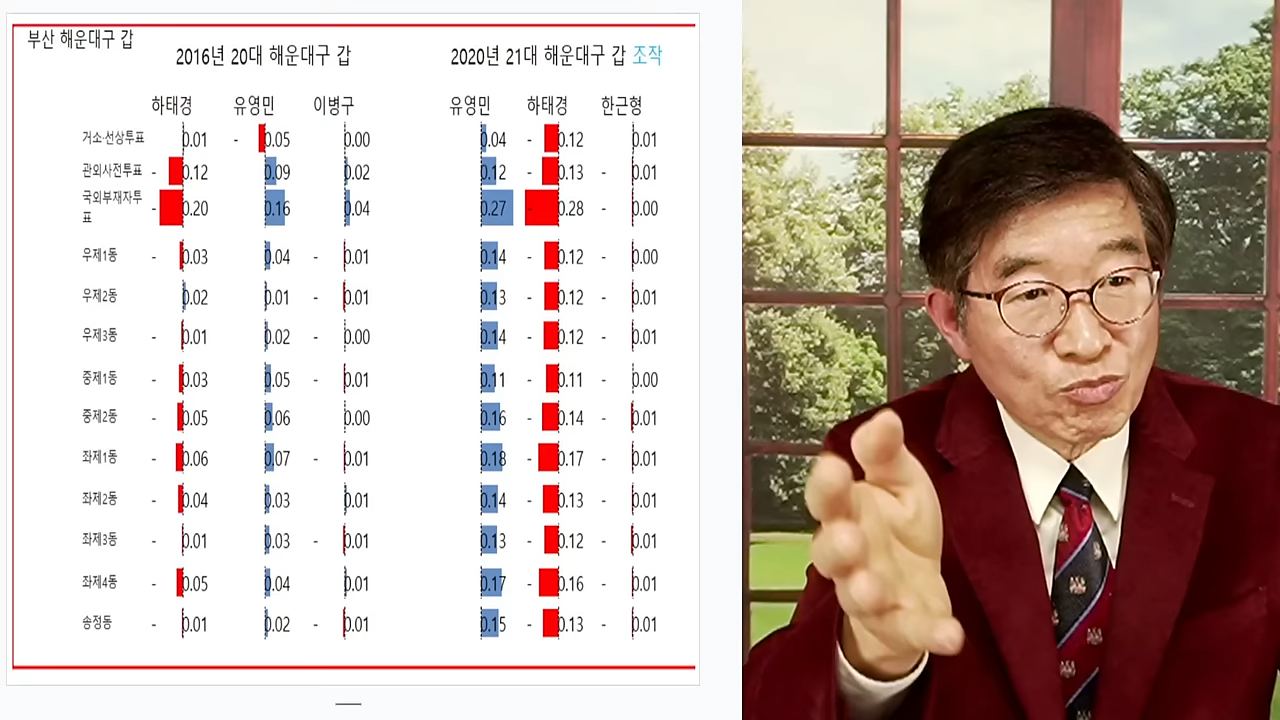 부산 해운대구 갑
2016년 20대 해운대구 갑 2020년 21대 해운대구 갑 조작
하태경 유영민 이병구 유영민 하태경 한근형
거소·선상투표 0.01 - 0.05 0.00 0.04 - 0.12 0.01
관외사전투표 - 0.12 0.09 0.02 0.12 - 0.13 - 0.01
국외부재자투
표 - 0.20 0.16 0.04 0.27 - 0.28 - 0.00
우제1동 - 0.03 0.04 - 0.01 0.14 - 0.12 - 0.00
우제2동 0.02 0.01 - 0.01 0.13 - 0.12 - 0.01
우제3동 - 0.01 0.02 - 0.00 0.14 - 0.12 - 0.01
중제1동 - 0.03 0.05 - 0.01 0.11 - 0.11 - 0.00
중제2동 - 0.05 0.06 0.00 0.16 - 0.14 - 0.01
좌제1동 - 0.06 0.07 - 0.01 0.18 - 0.17 - 0.01
좌제2동 - 0.04 0.03 0.01 0.14 - 0.13 - 0.01
좌제3동 - 0.01 0.03 - 0.01 0.13 - 0.12 - 0.01
좌제4동 - 0.05 0.04 0.01 0.17 - 0.16 - 0.01
송정동 - 0.01 0.02 - 0.01 0.15 - 0.13 - 0.01